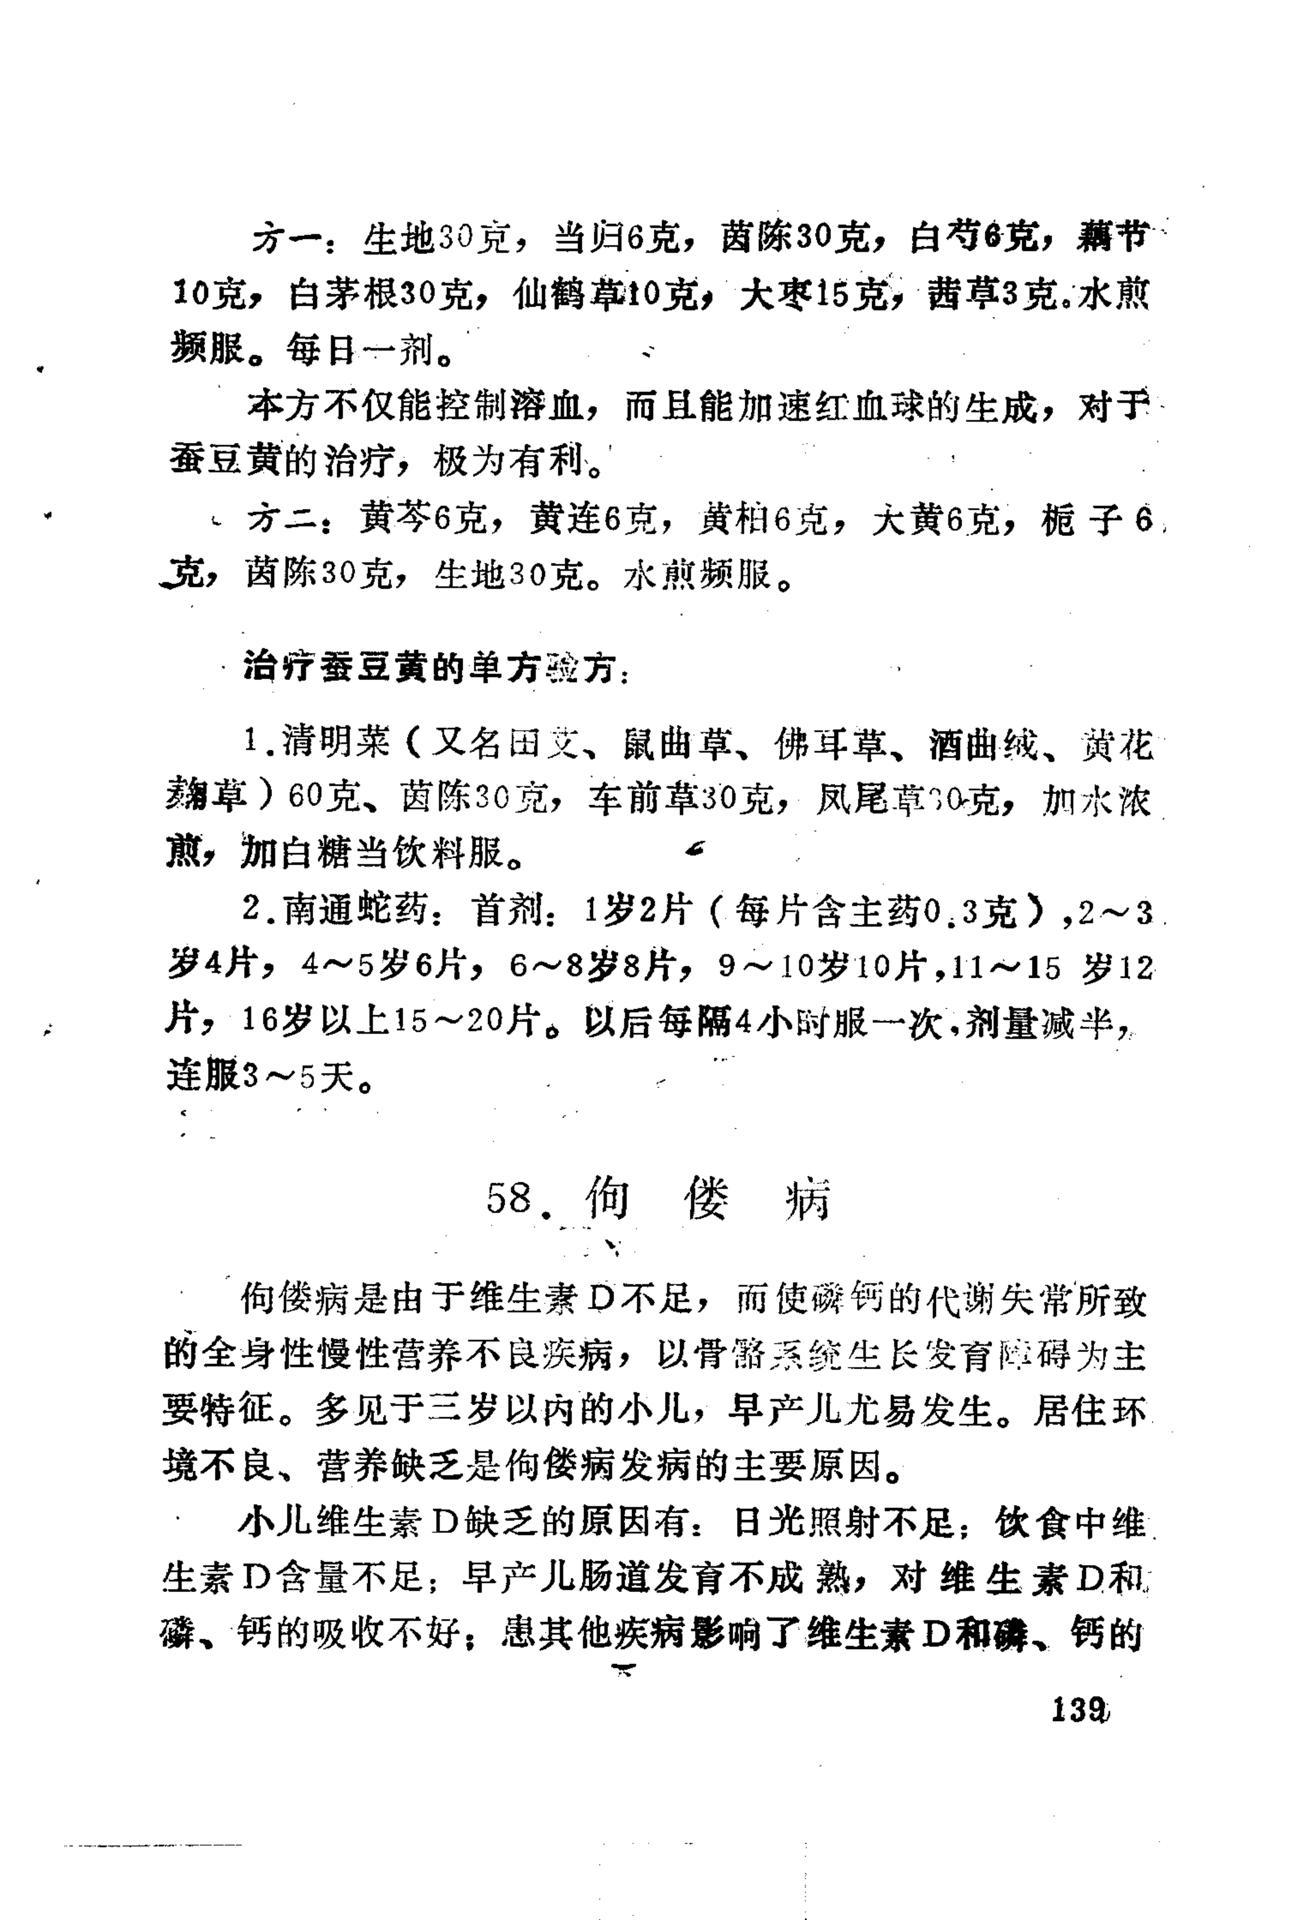 方一：生地30克，当归6克，茵陈30克，白芍6克，藕节
10克，白茅根30克，仙鹤草10克，大枣15克，茜草3克.水煎
频服。每日一剂。
本方不仅能控制溶血，而且能加速红血球的生成，对于
蚕豆黄的治疗，极为有利。
方二：黄芩6克，黄连6克，黄柏6克，大黄6克，栀子6
克，茵陈30克，生地30克。水煎频服。
治疗蚕豆黄的单方验方：
1.清明菜（又名田艾、鼠曲草、佛耳草、酒曲绒、黄花
麹草）60克、茵陈30克，车前草30克，凤尾草30克，加水浓
煎，加白糖当饮料服。
2.南通蛇药：首剂：1岁2片（每片含主药0.3克）,2～3
岁4片，4～5岁6片，6～8岁8片，9～10岁10片,11～15 岁12
片，16岁以上15～20片。以后每隔4小时服一次,剂量减半，
连服3～5天。
58.佝偻病
佝偻病是由于维生素D不足，而使磷钙的代谢失常所致
的全身性慢性营养不良疾病，以骨骼系统生长发育障碍为主
要特征。多见于三岁以内的小儿，早产儿尤易发生。居住环
境不良、营养缺乏是佝偻病发病的主要原因。
小儿维生素D缺乏的原因有：日光照射不足；饮食中维
生素D含量不足；早产儿肠道发育不成熟，对维生素D和
磷、钙的吸收不好；患其他疾病影响了维生素D和磷、钙的
139